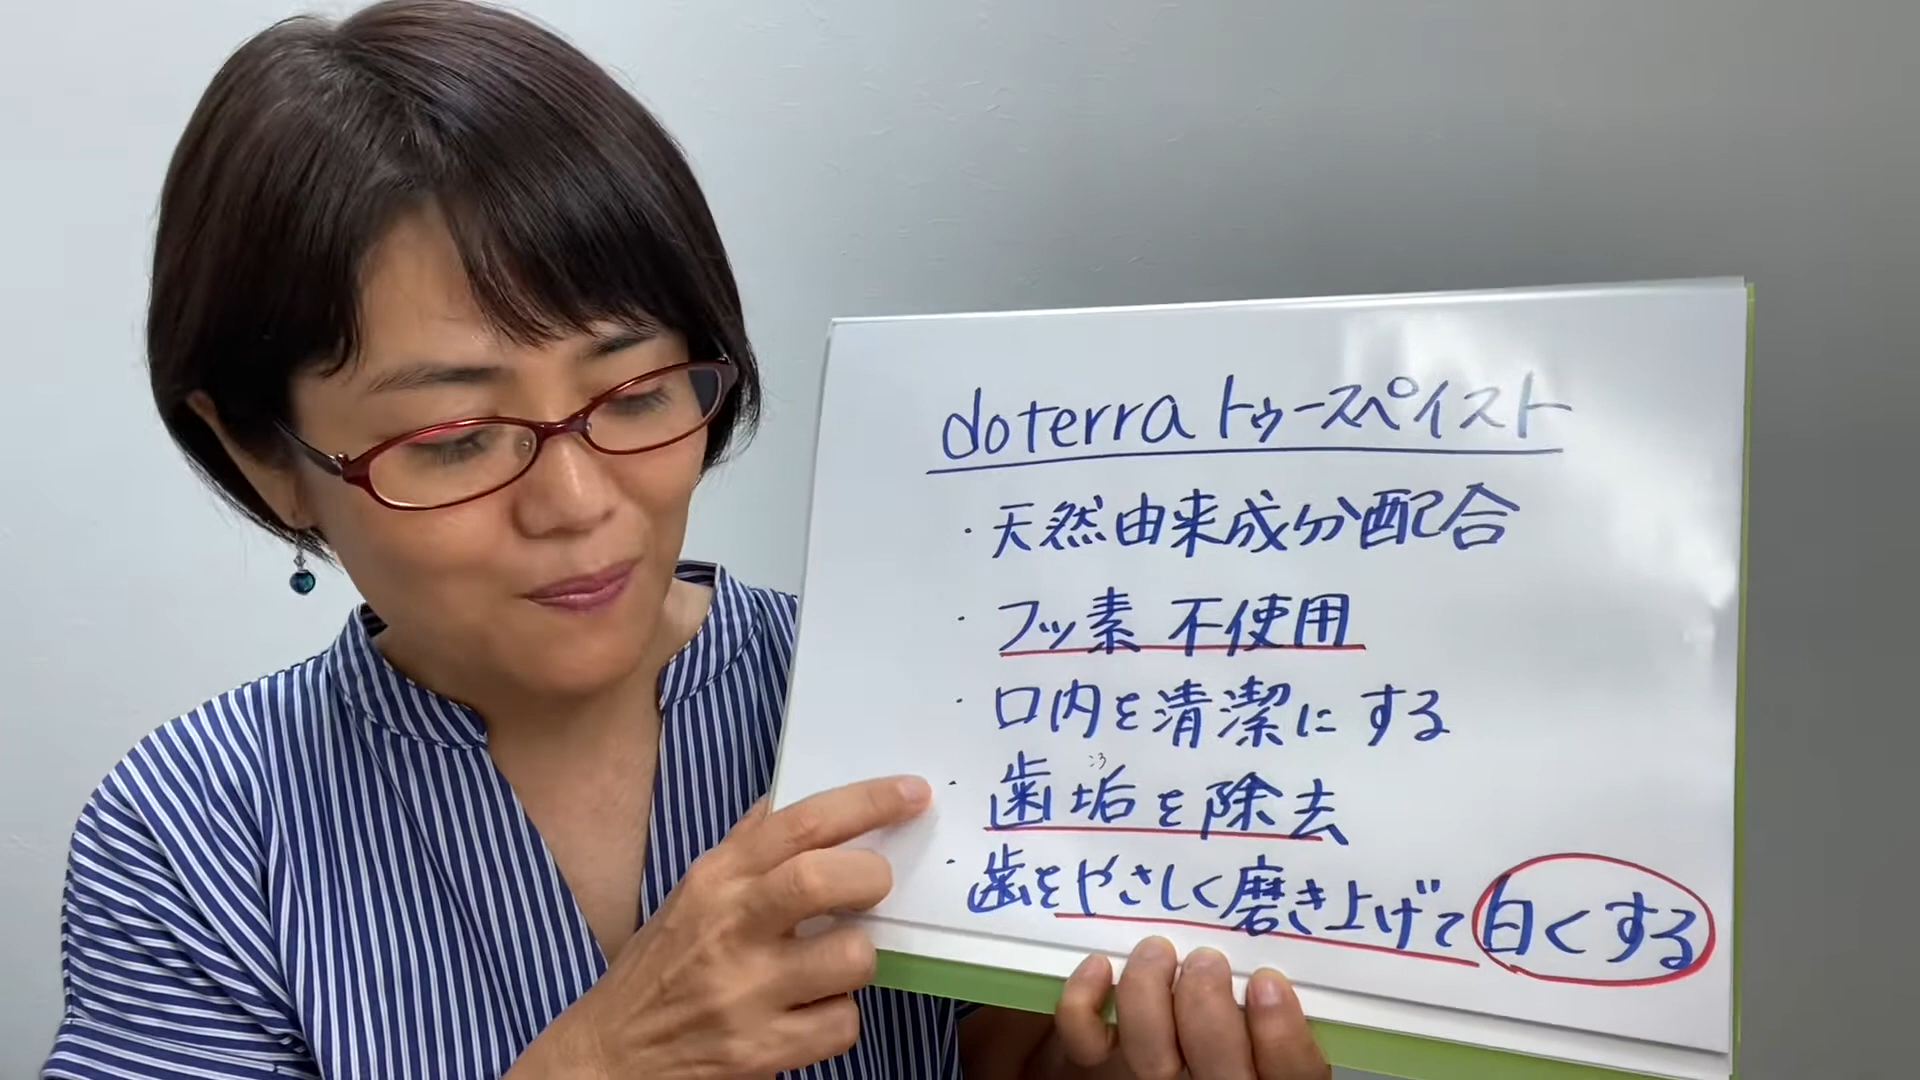 doterra トゥースペイスト
・天然由来成分配合
・フッ素 不使用
・口内を清潔にする
こう
・歯垢を除去
・歯をやさしく磨き上げて白くする